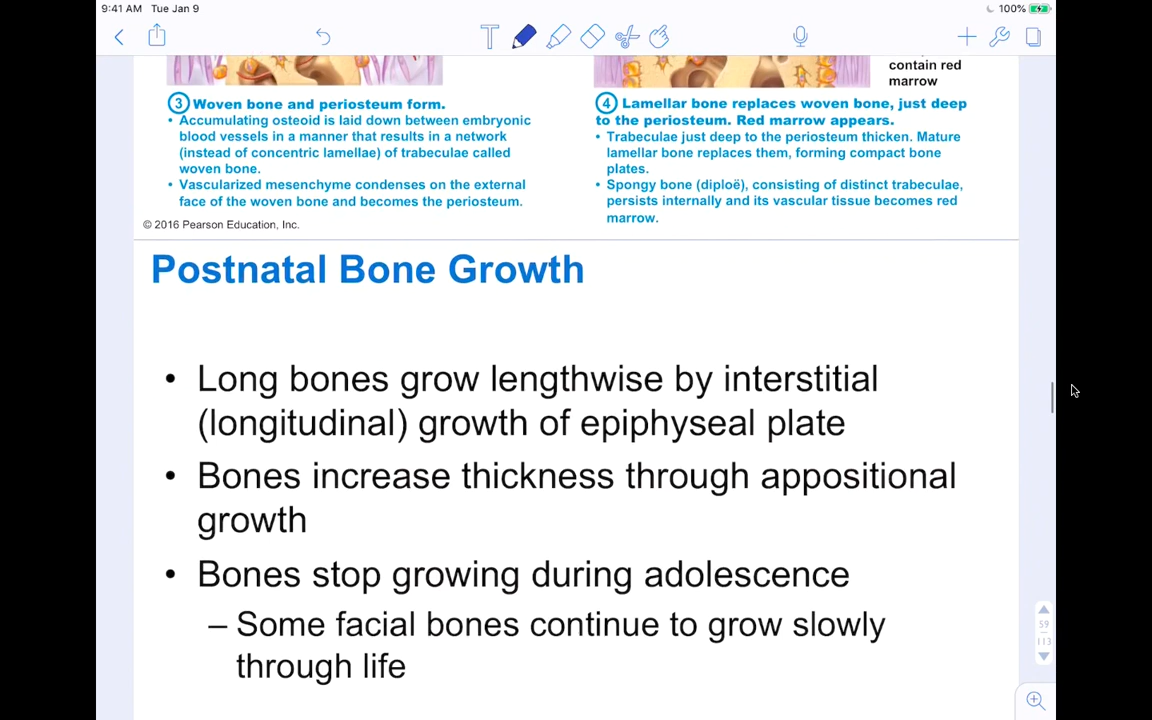 9:41 AM Tue Jan 9
100%
T
contain red
marrow
3 Woven bone and periosteum form.
• Accumulating osteoid is laid down between embryonic
blood vessels in a manner that results in a network
(instead of concentric lamellae) of trabeculae called
woven bone.
• Vascularized mesenchyme condenses on the external
face of the woven bone and becomes the periosteum.
4 Lamellar bone replaces woven bone, just deep
to the periosteum. Red marrow appears.
• Trabeculae just deep to the periosteum thicken. Mature
lamellar bone replaces them, forming compact bone
plates.
• Spongy bone (diploë), consisting of distinct trabeculae,
persists internally and its vascular tissue becomes red
marrow.
© 2016 Pearson Education, Inc.
Postnatal Bone Growth
• Long bones grow lengthwise by interstitial
(longitudinal) growth of epiphyseal plate
• Bones increase thickness through appositional
growth
• Bones stop growing during adolescence
– Some facial bones continue to grow slowly
through life
59
113